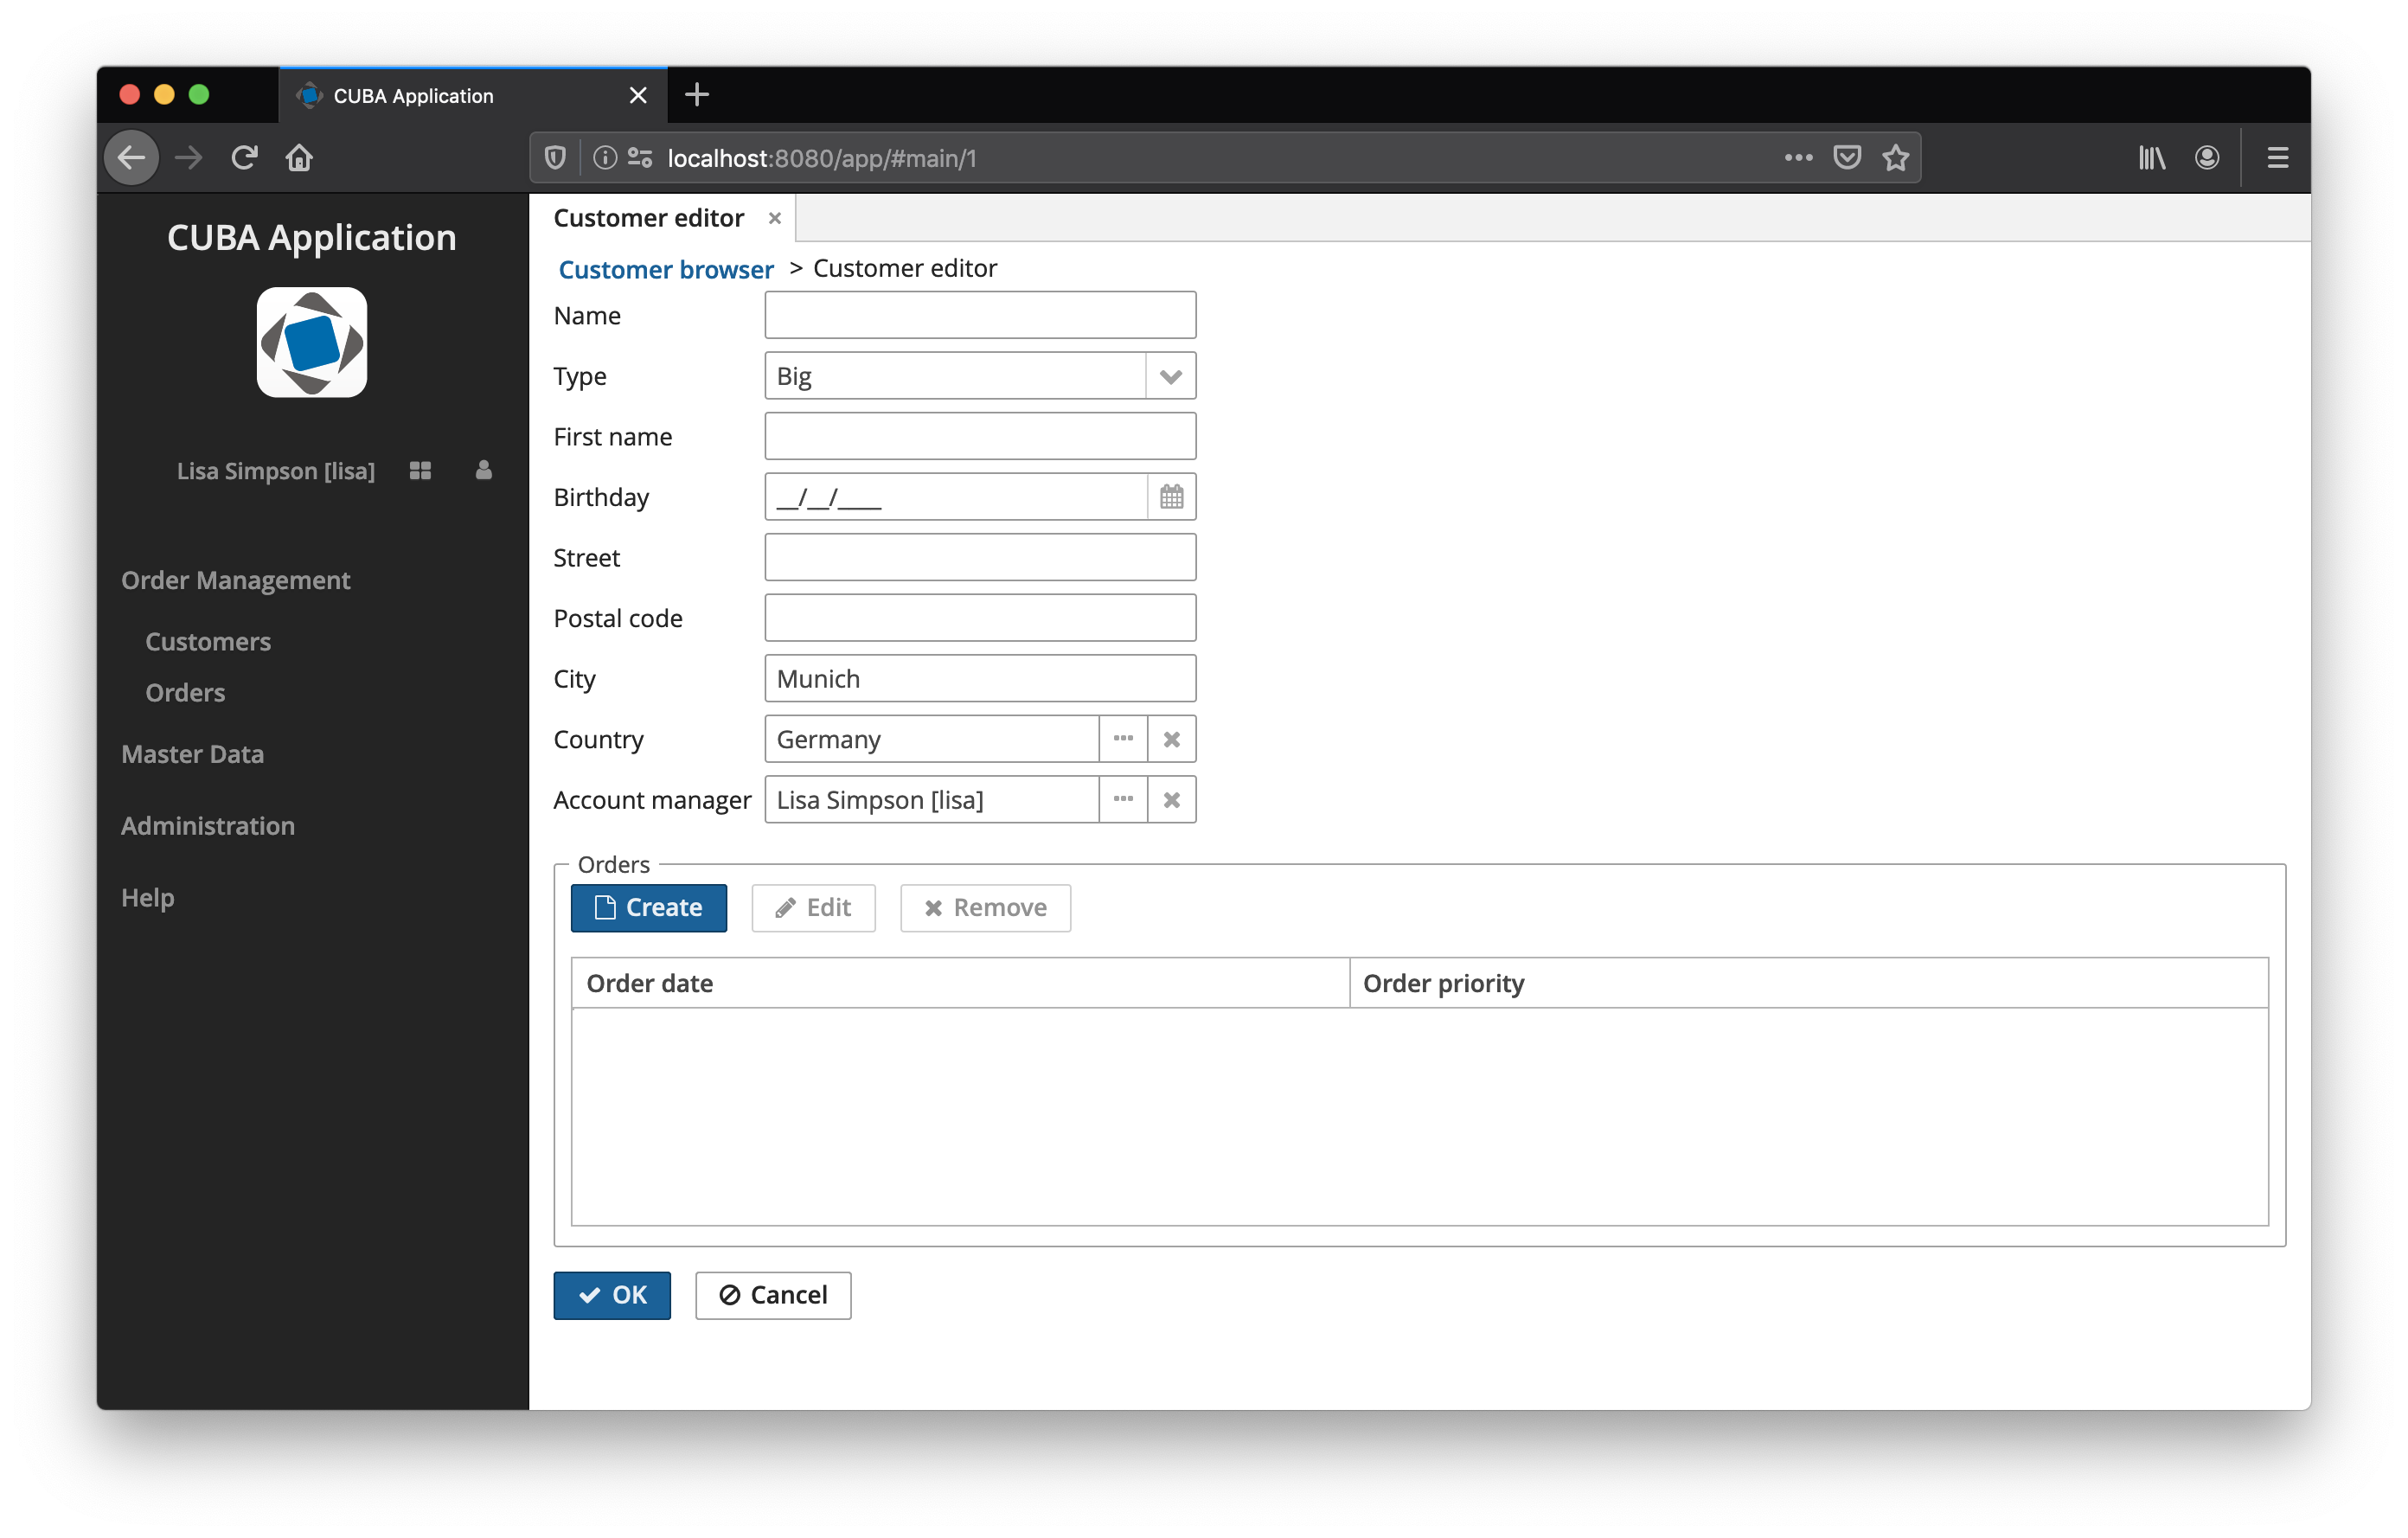 CUBA Application
localhost:8080/app/#main/1
CUBA Application
Lisa Simpson [lisa]
Order Management
Customers
Orders
Master Data
Administration
Help
Customer editor
Customer browser > Customer editor
Name
Type Big
First name
Birthday __/__/____
Street
Postal code
City Munich
Country Germany
Account manager Lisa Simpson [lisa]
Orders
Create Edit Remove
Order date Order priority
OK Cancel